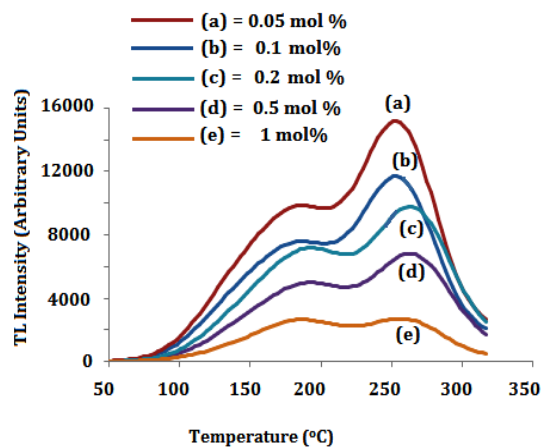 (a) = 0.05 mol %
(b) = 0.1 mol%
(c) = 0.2 mol %
(d) = 0.5 mol %
(e) = 1 mol%
TL Intensity (Arbitrary Units)
16000
12000
8000
4000
0
(a)
(b)
(c)
(d)
(e)
50 100 150 200 250 300 350
Temperature (oC)